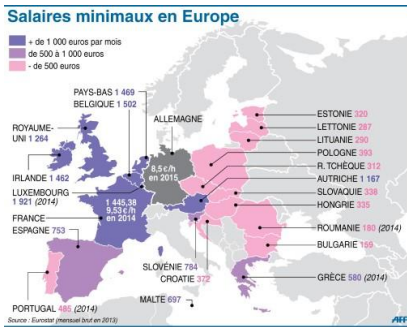 Salaires minimaux en Europe
+ de 1 000 euros par mois
de 500 à 1 000 euros
- de 500 euros
PAYS-BAS 1 469
BELGIQUE 1 502
ALLEMAGNE
8,5 €/h
en 2015
ROYAUME-
UNI 1 264
IRLANDE 1 462
LUXEMBOURG
1 921 (2014)
FRANCE
1 445,38
9,53 €/h
en 2014
ESPAGNE 753
PORTUGAL 485 (2014)
ESTONIE 320
LETTONIE 287
LITUANIE 290
POLOGNE 393
R. TCHÈQUE 312
AUTRICHE 1 167
SLOVAQUIE 338
HONGRIE 335
ROUMANIE 180 (2014)
BULGARIE 159
GRÈCE 580 (2014)
SLOVÉNIE 784
CROATIE 372
MALTE 697
Source : Eurostat (mensuel brut en 2013)
AFP